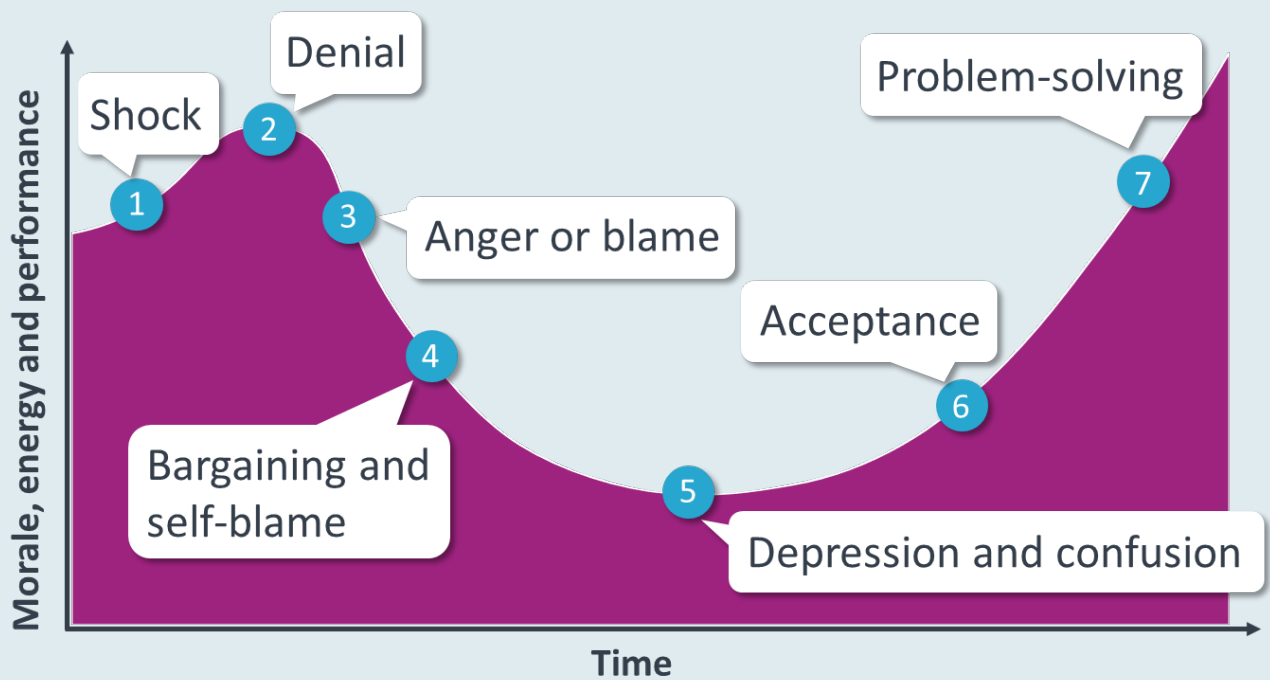 Morale, energy and performance
Shock
1
Denial
2
3
Anger or blame
4
Bargaining and
self-blame
5
Depression and confusion
Acceptance
6
Problem-solving
7
Time